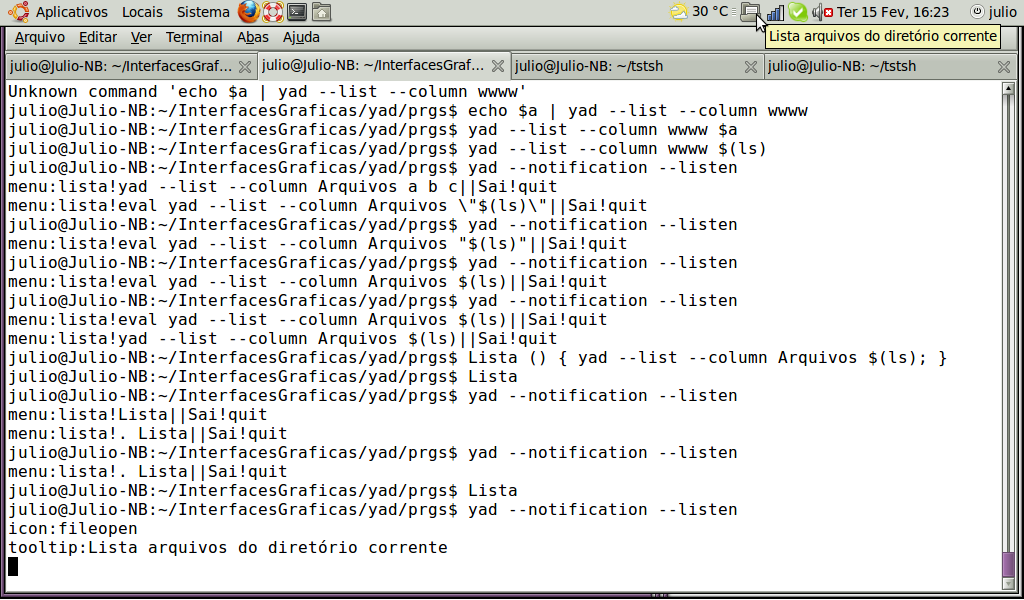 Aplicativos Locais Sistema 30 °C Ter 15 Fev, 16:23 julio
Arquivo Editar Ver Terminal Abas Ajuda
Lista arquivos do diretório corrente
julio@Julio-NB: ~/InterfacesGraf... julio@Julio-NB: ~/InterfacesGraf... julio@Julio-NB: ~/tstsh julio@Julio-NB: ~/tstsh
Unknown command 'echo $a | yad --list --column wwww'
julio@Julio-NB:~/InterfacesGraficas/yad/prgs$ echo $a | yad --list --column wwww
julio@Julio-NB:~/InterfacesGraficas/yad/prgs$ yad --list --column wwww $a
julio@Julio-NB:~/InterfacesGraficas/yad/prgs$ yad --list --column wwww $(ls)
julio@Julio-NB:~/InterfacesGraficas/yad/prgs$ yad --notification --listen
menu:lista!yad --list --column Arquivos a b c||Sai!quit
menu:lista!eval yad --list --column Arquivos \"$(ls)\"||Sai!quit
julio@Julio-NB:~/InterfacesGraficas/yad/prgs$ yad --notification --listen
menu:lista!eval yad --list --column Arquivos "$(ls)"||Sai!quit
julio@Julio-NB:~/InterfacesGraficas/yad/prgs$ yad --notification --listen
menu:lista!eval yad --list --column Arquivos $(ls)||Sai!quit
julio@Julio-NB:~/InterfacesGraficas/yad/prgs$ yad --notification --listen
menu:lista!eval yad --list --column Arquivos $(ls)||Sai!quit
menu:lista!yad --list --column Arquivos $(ls)||Sai!quit
julio@Julio-NB:~/InterfacesGraficas/yad/prgs$ Lista () { yad --list --column Arquivos $(ls); }
julio@Julio-NB:~/InterfacesGraficas/yad/prgs$ Lista
julio@Julio-NB:~/InterfacesGraficas/yad/prgs$ yad --notification --listen
menu:lista!Lista||Sai!quit
menu:lista!. Lista||Sai!quit
julio@Julio-NB:~/InterfacesGraficas/yad/prgs$ yad --notification --listen
menu:lista!. Lista||Sai!quit
julio@Julio-NB:~/InterfacesGraficas/yad/prgs$ Lista
julio@Julio-NB:~/InterfacesGraficas/yad/prgs$ yad --notification --listen
icon:fileopen
tooltip:Lista arquivos do diretório corrente